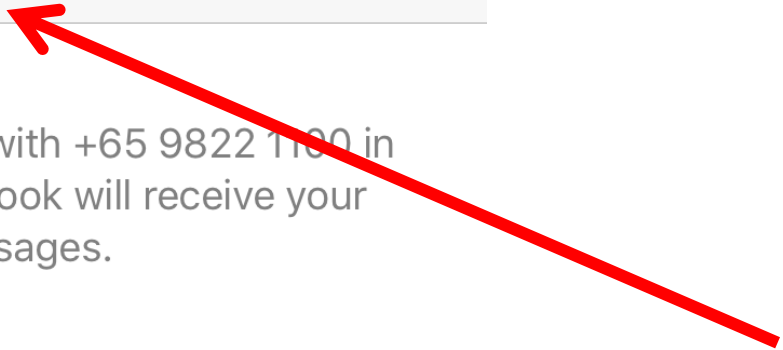 with +65 9822 1100 in
ook will receive your
sages.